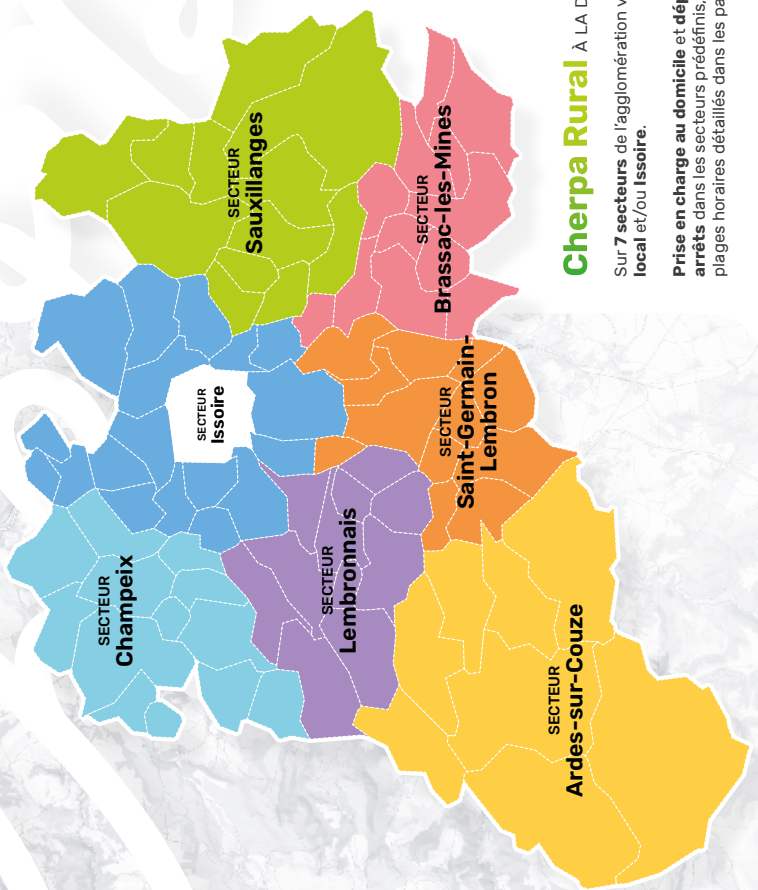 SECTEUR
Champeix
SECTEUR
Issoire
SECTEUR
Sauxillanges
SECTEUR
Lembronnais
SECTEUR
Saint-Germain-
Lembron
SECTEUR
Brassac-les-Mines
SECTEUR
Ardes-sur-Couze
Cherpa Rural À LA D
Sur 7 secteurs de l'agglomération v
local et/ou Issoire.
Prise en charge au domicile et dép
arrêts dans les secteurs prédéfinis,
plages horaires détaillés dans les pa